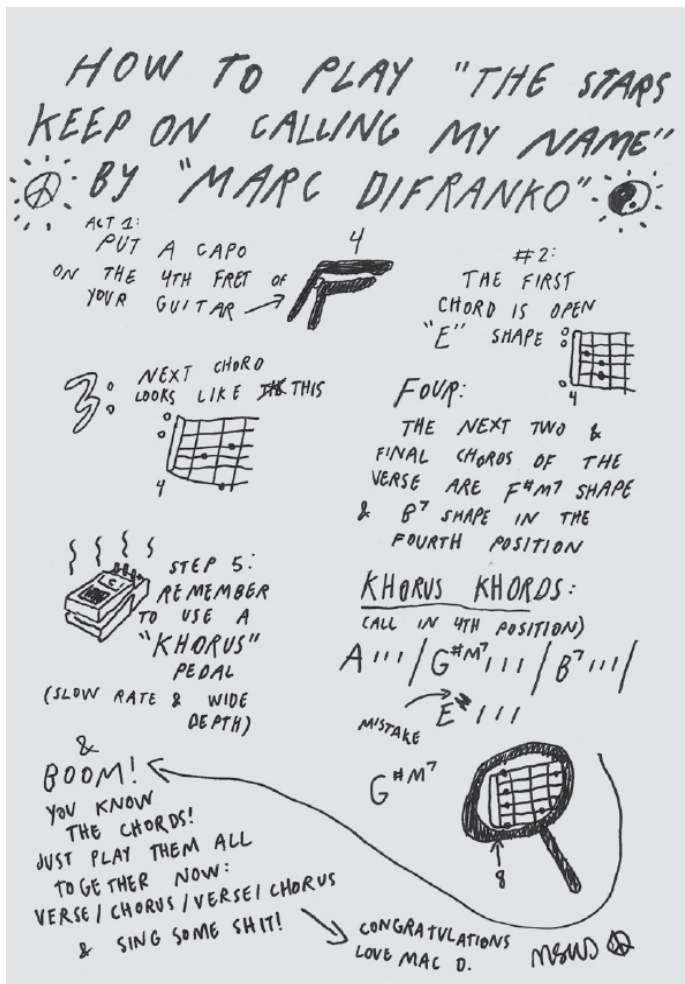 HOW TO PLAY "THE STARS
KEEP ON CALLING MY NAME"
BY "MARC DIFRANKO"
ACT 1:
PUT A CAPO
ON THE 4TH FRET OF
YOUR GUITAR
4
#2:
THE FIRST
CHORD IS OPEN
"E" SHAPE
4
3:
NEXT CHORD
LOOKS LIKE THIS
4
FOUR:
THE NEXT TWO &
FINAL CHORDS OF THE
VERSE ARE F#M7 SHAPE
& B7 SHAPE IN THE
FOURTH POSITION
STEP 5:
REMEMBER
TO USE A
"KHORUS"
PEDAL
(SLOW RATE & WIDE
DEPTH)
KHORUS KHORDS:
(ALL IN 4TH POSITION)
A ''' / G#M7 ''' / B7 ''' /
E '''
MISTAKE
G#M7
8
&
BOOM!
YOU KNOW
THE CHORDS!
JUST PLAY THEM ALL
TOGETHER NOW:
VERSE / CHORUS / VERSE / CHORUS
& SING SOME SHIT!
CONGRATULATIONS
LOVE MAC D.